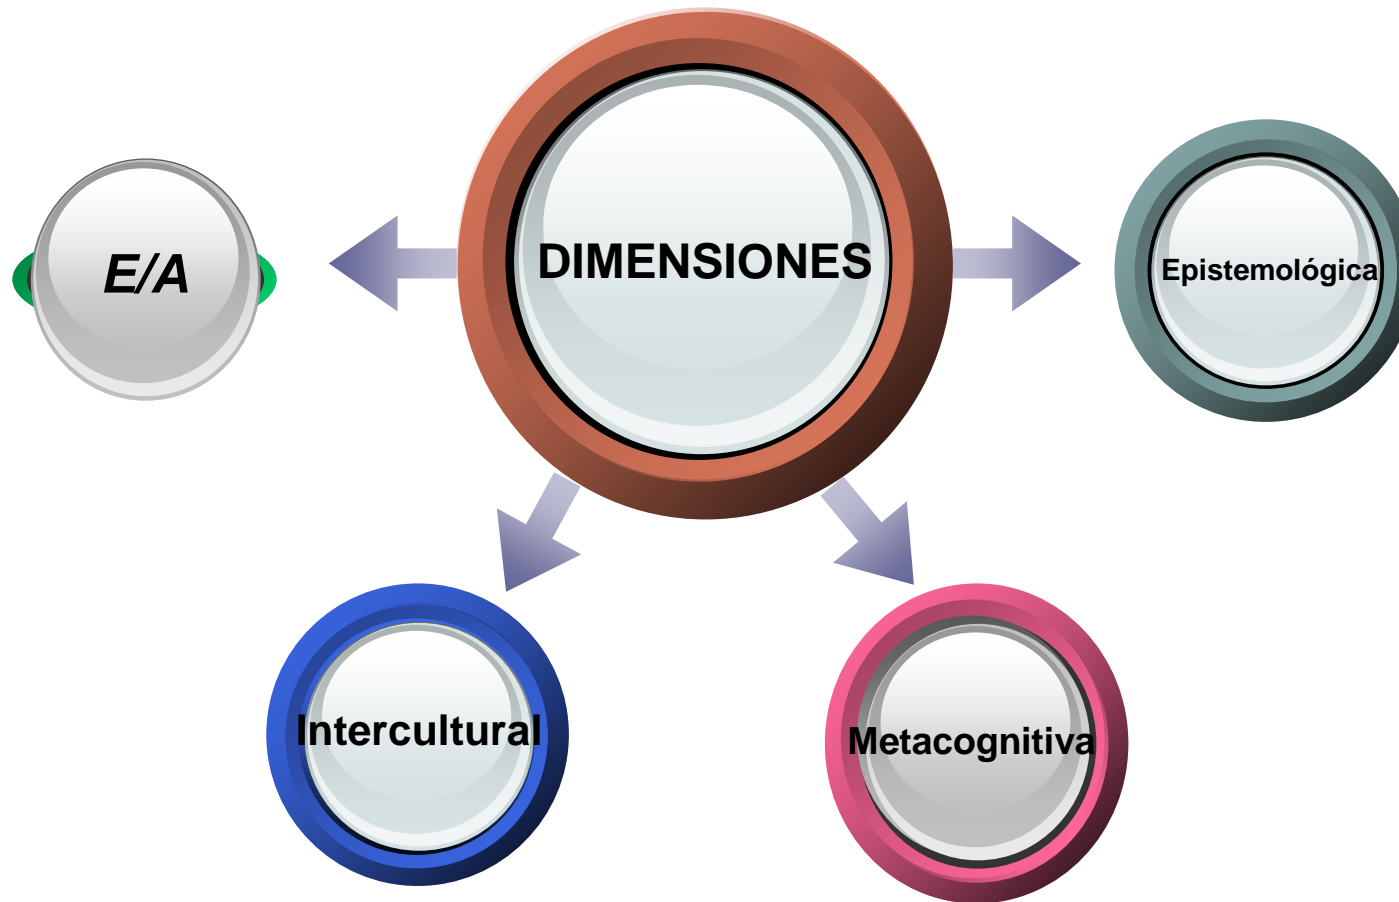 DIMENSIONES
E/A
Epistemológica
Intercultural
Metacognitiva